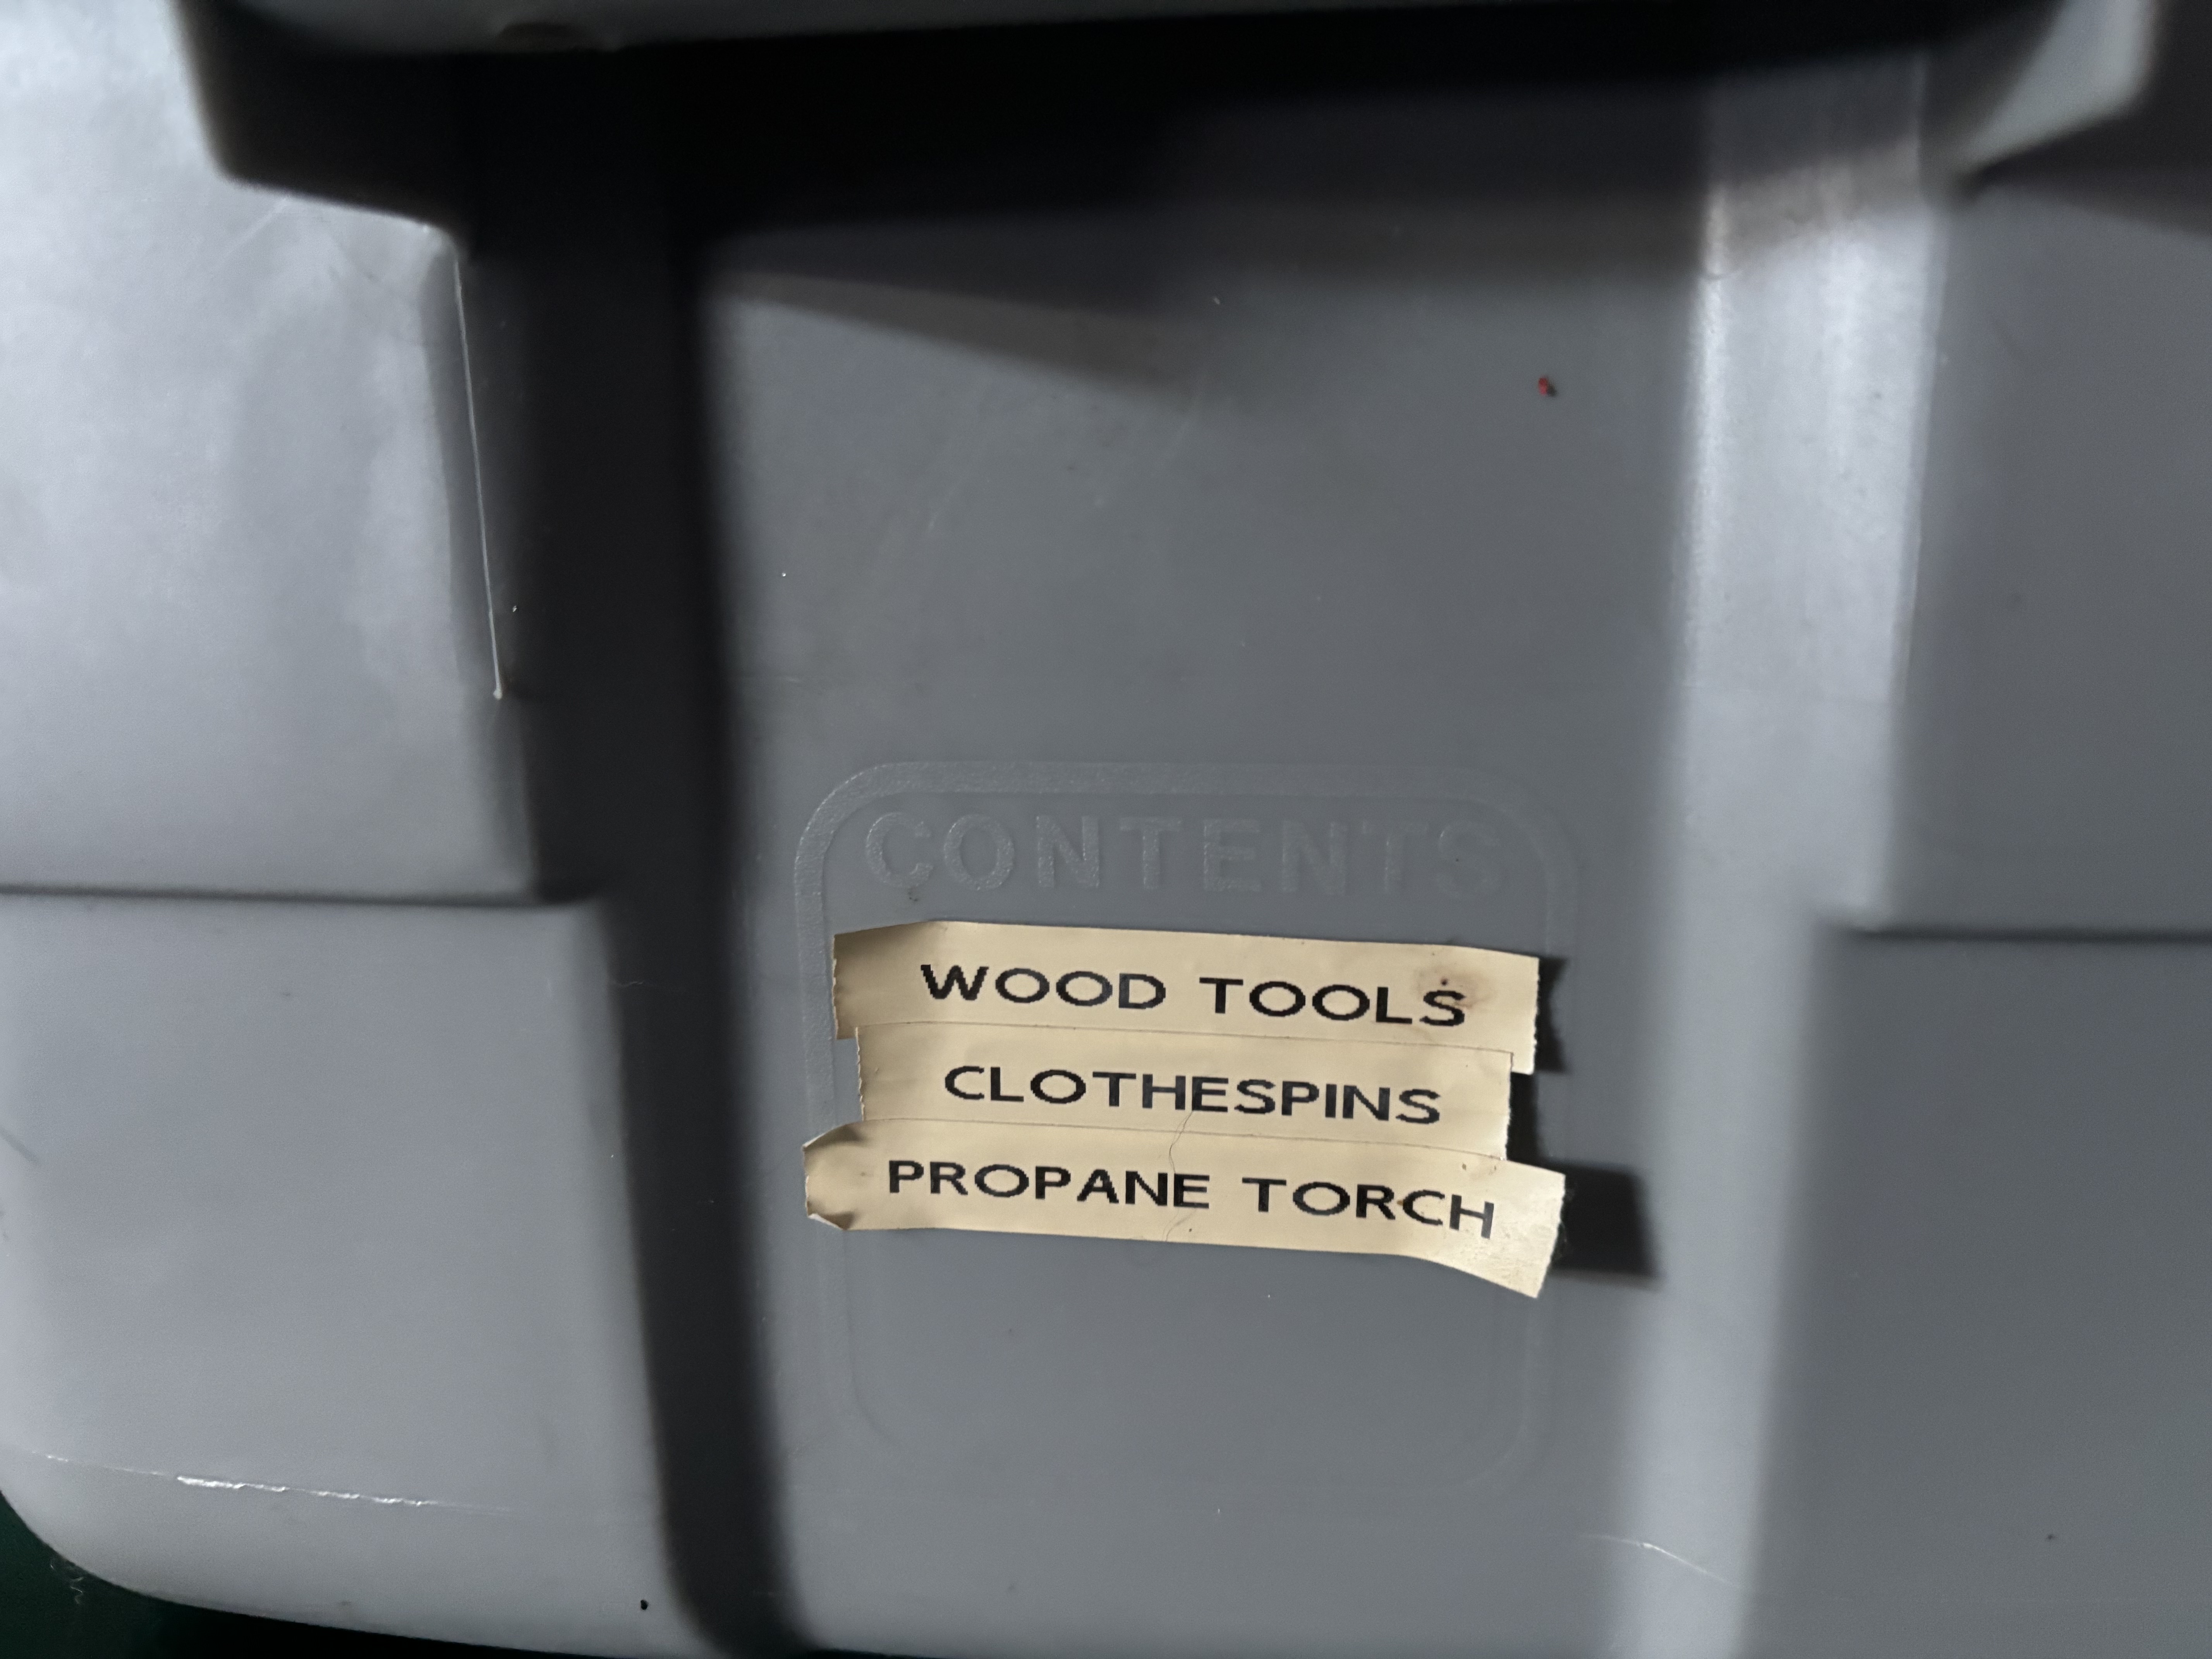 CONTENTS
WOOD TOOLS
CLOTHESPINS
PROPANE TORCH